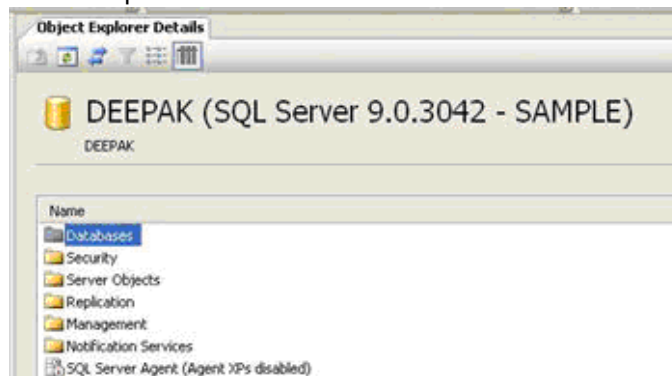 Object Explorer Details
DEEPAK (SQL Server 9.0.3042 - SAMPLE)
DEEPAK
Name
Databases
Security
Server Objects
Replication
Management
Notification Services
SQL Server Agent (Agent XPs disabled)